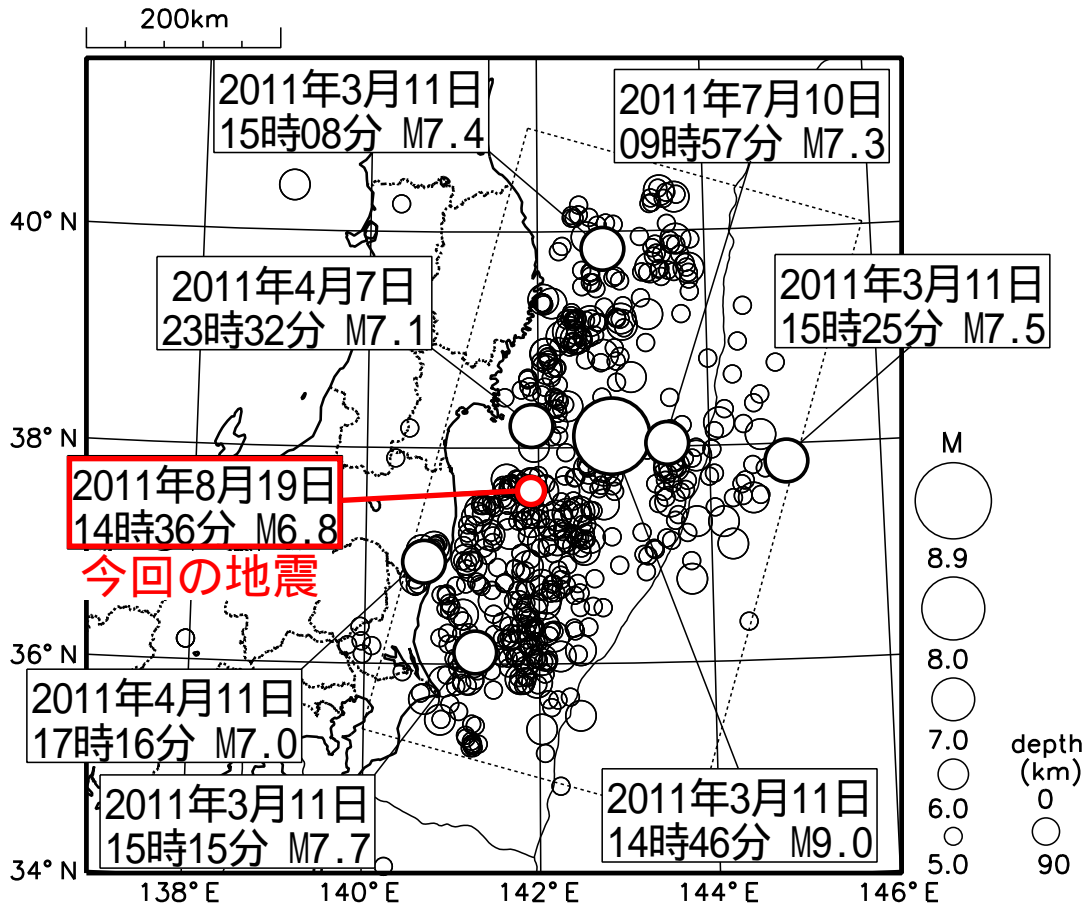 200km
2011年3月11日
15時08分 M7.4
2011年7月10日
09時57分 M7.3
40°N
2011年4月7日
23時32分 M7.1
2011年3月11日
15時25分 M7.5
38°N
2011年8月19日
14時36分 M6.8
今回の地震
36°N
2011年4月11日
17時16分 M7.0
2011年3月11日
15時15分 M7.7
2011年3月11日
14時46分 M9.0
34°N
138°E
140°E
142°E
144°E
146°E
M
8.9
8.0
7.0
6.0
5.0
depth
(km)
0
90